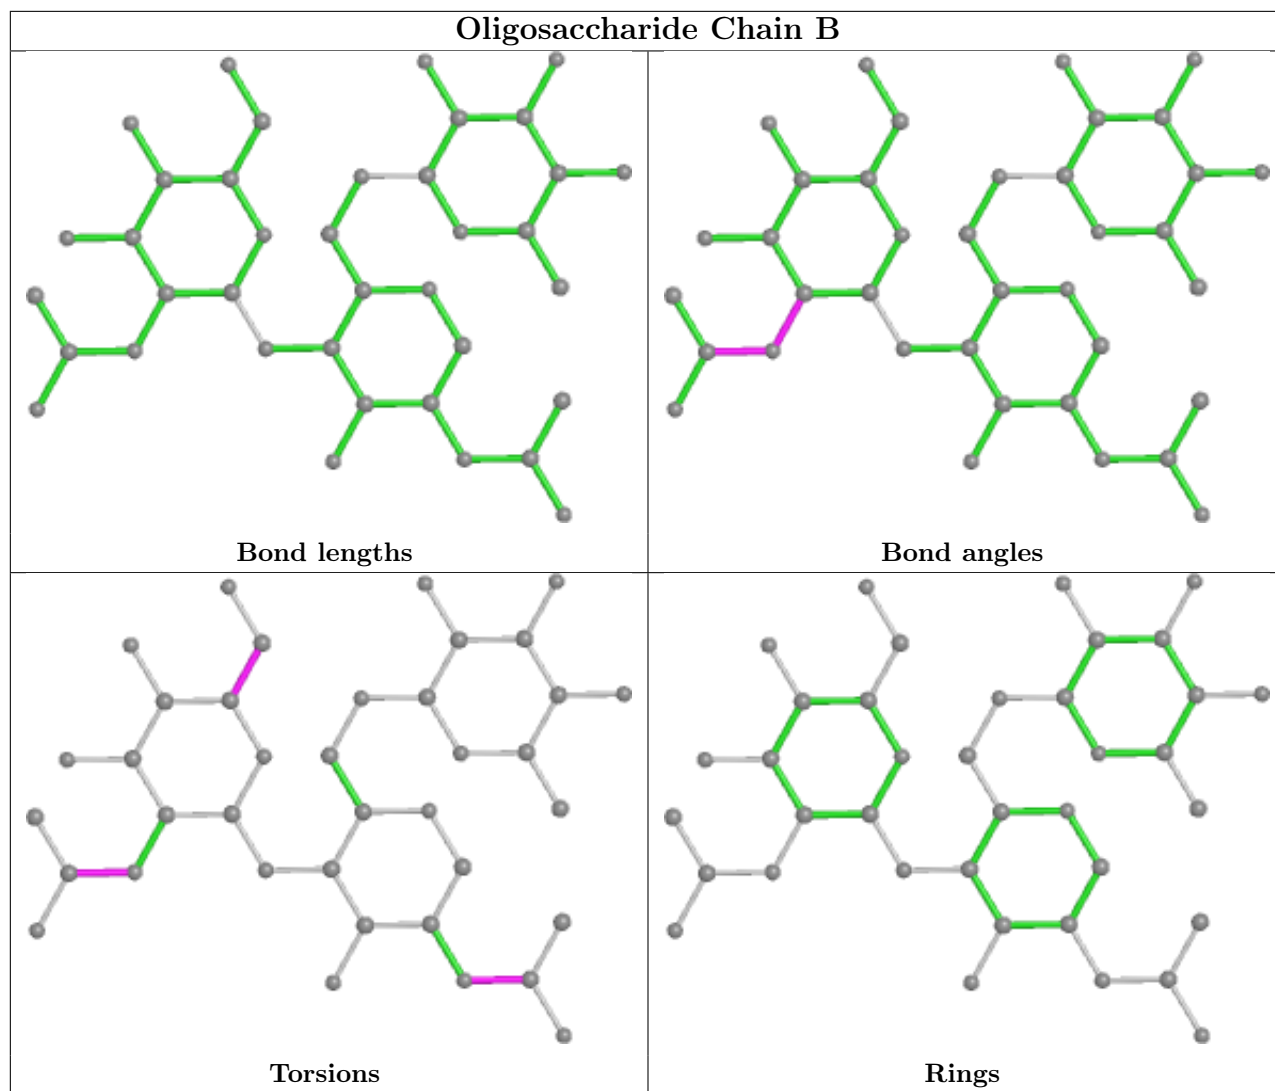 Oligosaccharide Chain B
Bond lengths
Bond angles
Torsions
Rings